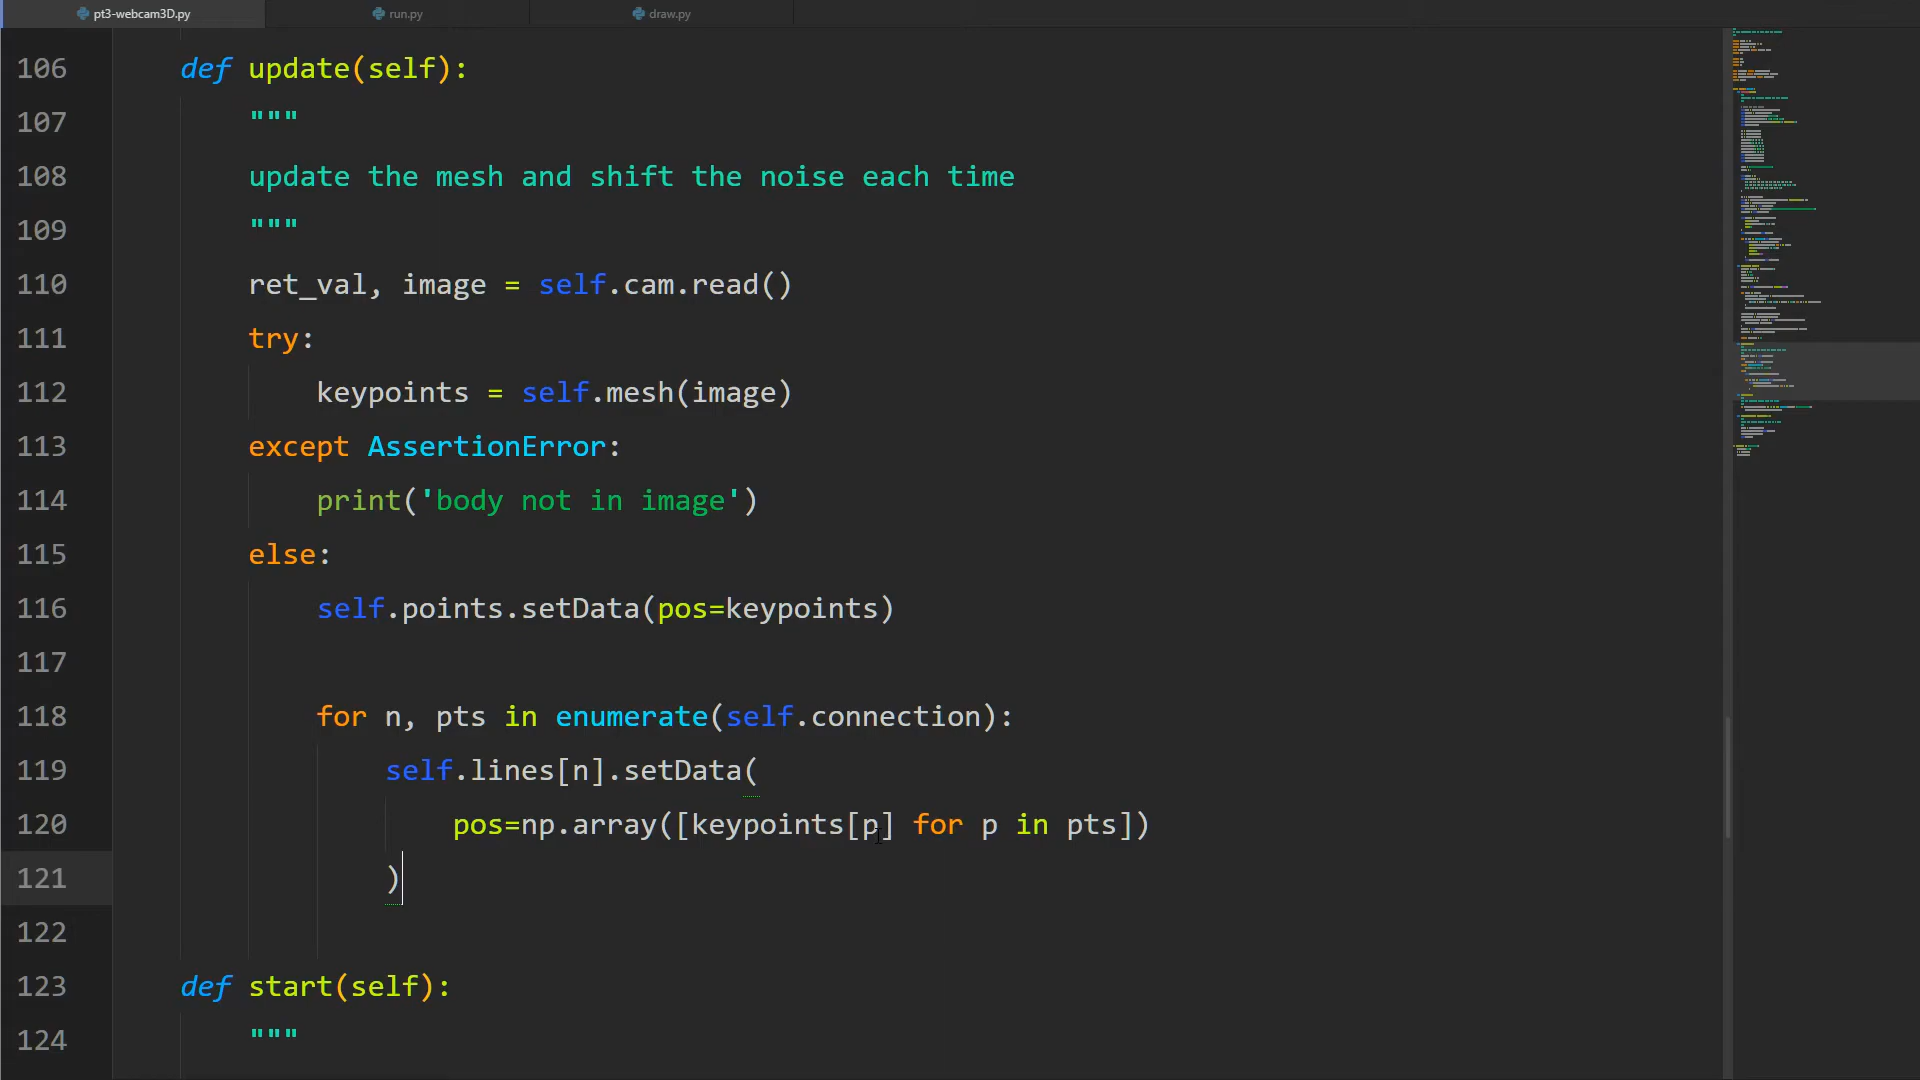 pt3-webcam3D.py run.py draw.py
106 def update(self):
107 """
108 update the mesh and shift the noise each time
109 """
110 ret_val, image = self.cam.read()
111 try:
112 keypoints = self.mesh(image)
113 except AssertionError:
114 print('body not in image')
115 else:
116 self.points.setData(pos=keypoints)
117
118 for n, pts in enumerate(self.connection):
119 self.lines[n].setData(
120 pos=np.array([keypoints[p] for p in pts])
121 )
122
123 def start(self):
124 """